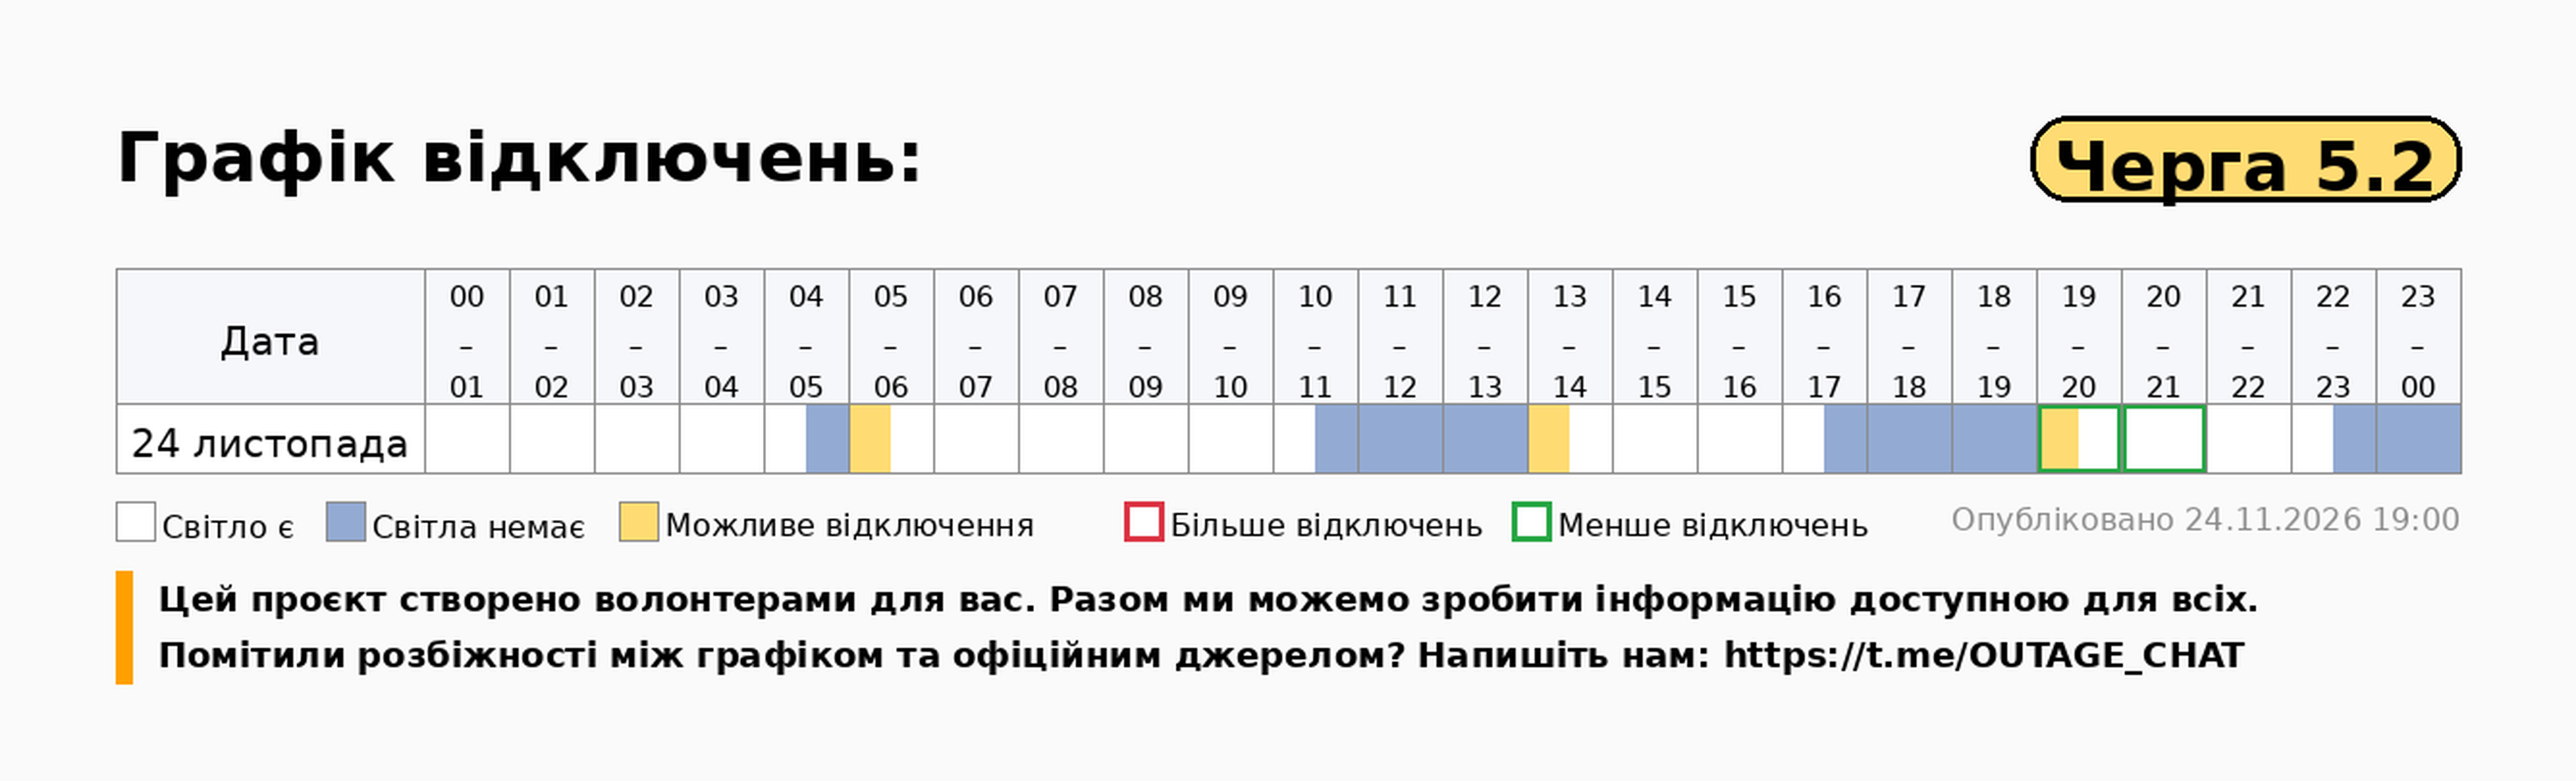 Графік відключень:
Черга 5.2
Дата 00 – 01 01 – 02 02 – 03 03 – 04 04 – 05 05 – 06 06 – 07 07 – 08 08 – 09 09 – 10 10 – 11 11 – 12 12 – 13 13 – 14 14 – 15 15 – 16 16 – 17 17 – 18 18 – 19 19 – 20 20 – 21 21 – 22 22 – 23 23 – 00
24 листопада
Світло є Світла немає Можливе відключення Більше відключень Менше відключень Опубліковано 24.11.2026 19:00
Цей проєкт створено волонтерами для вас. Разом ми можемо зробити інформацію доступною для всіх.
Помітили розбіжності між графіком та офіційним джерелом? Напишіть нам: https://t.me/OUTAGE_CHAT